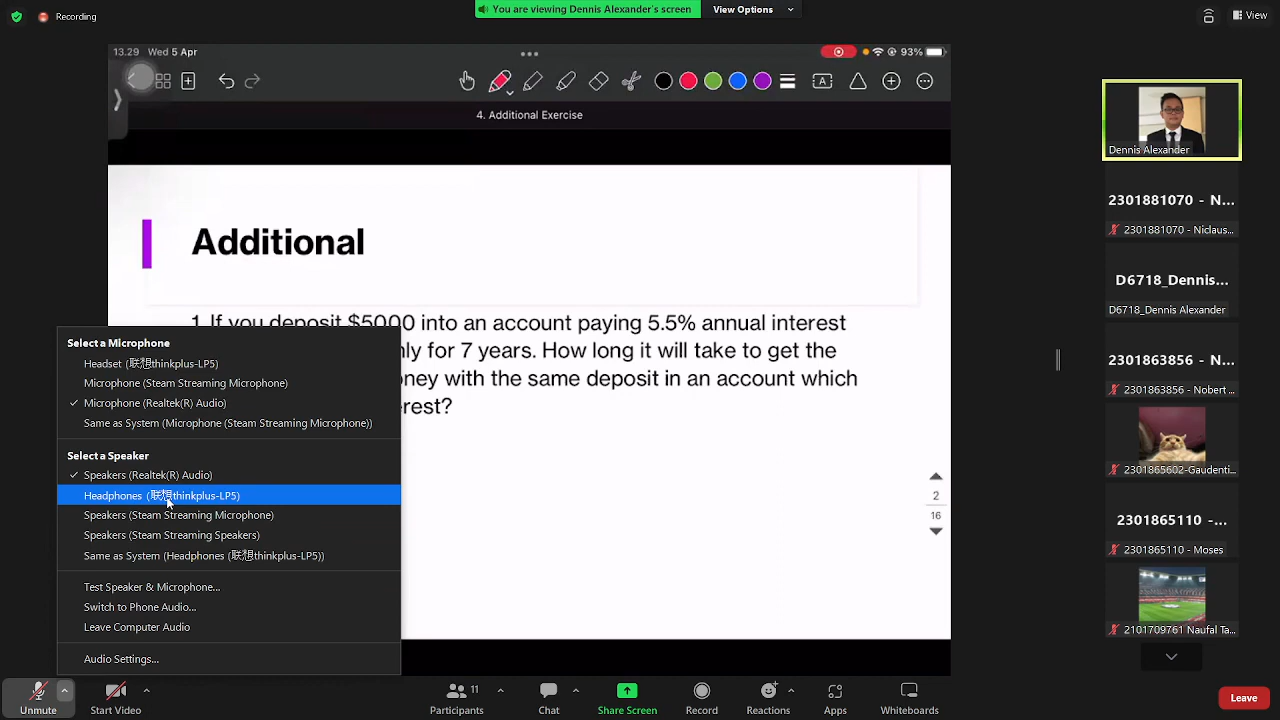 Recording
You are viewing Dennis Alexander's screen
View Options
View
13.29 Wed 5 Apr
93%
4. Additional Exercise
Additional
1. If you deposit $5000 into an account paying 5.5% annual interest
nly for 7 years. How long it will take to get the
oney with the same deposit in an account which
erest?
2
16
Select a Microphone
Headset (联想thinkplus-LP5)
Microphone (Steam Streaming Microphone)
Microphone (Realtek(R) Audio)
Same as System (Microphone (Steam Streaming Microphone))
Select a Speaker
Speakers (Realtek(R) Audio)
Headphones (联想thinkplus-LP5)
Speakers (Steam Streaming Microphone)
Speakers (Steam Streaming Speakers)
Same as System (Headphones (联想thinkplus-LP5))
Test Speaker & Microphone...
Switch to Phone Audio...
Leave Computer Audio
Audio Settings...
Dennis Alexander
2301881070 - N...
2301881070 - Niclaus...
D6718_Dennis...
D6718_Dennis Alexander
2301863856 - N...
2301863856 - Nobert ...
2301865602-Gaudenti...
2301865110 -...
2301865110 - Moses
2101709761 Naufal Ta...
Unmute
Start Video
11
Participants
Chat
Share Screen
Record
Reactions
Apps
Whiteboards
Leave